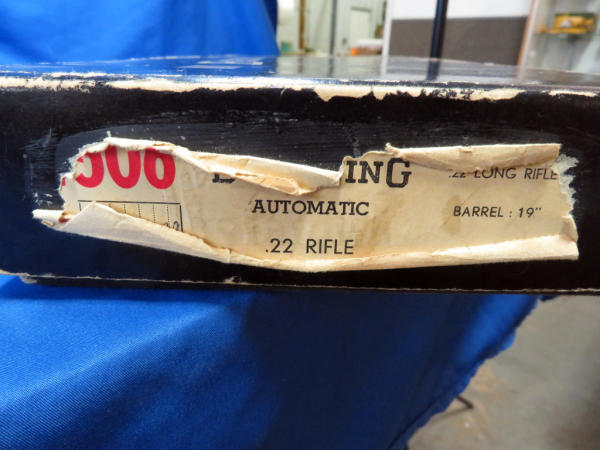 ING
.22 LONG RIFLE
AUTOMATIC
BARREL : 19"
.22 RIFLE